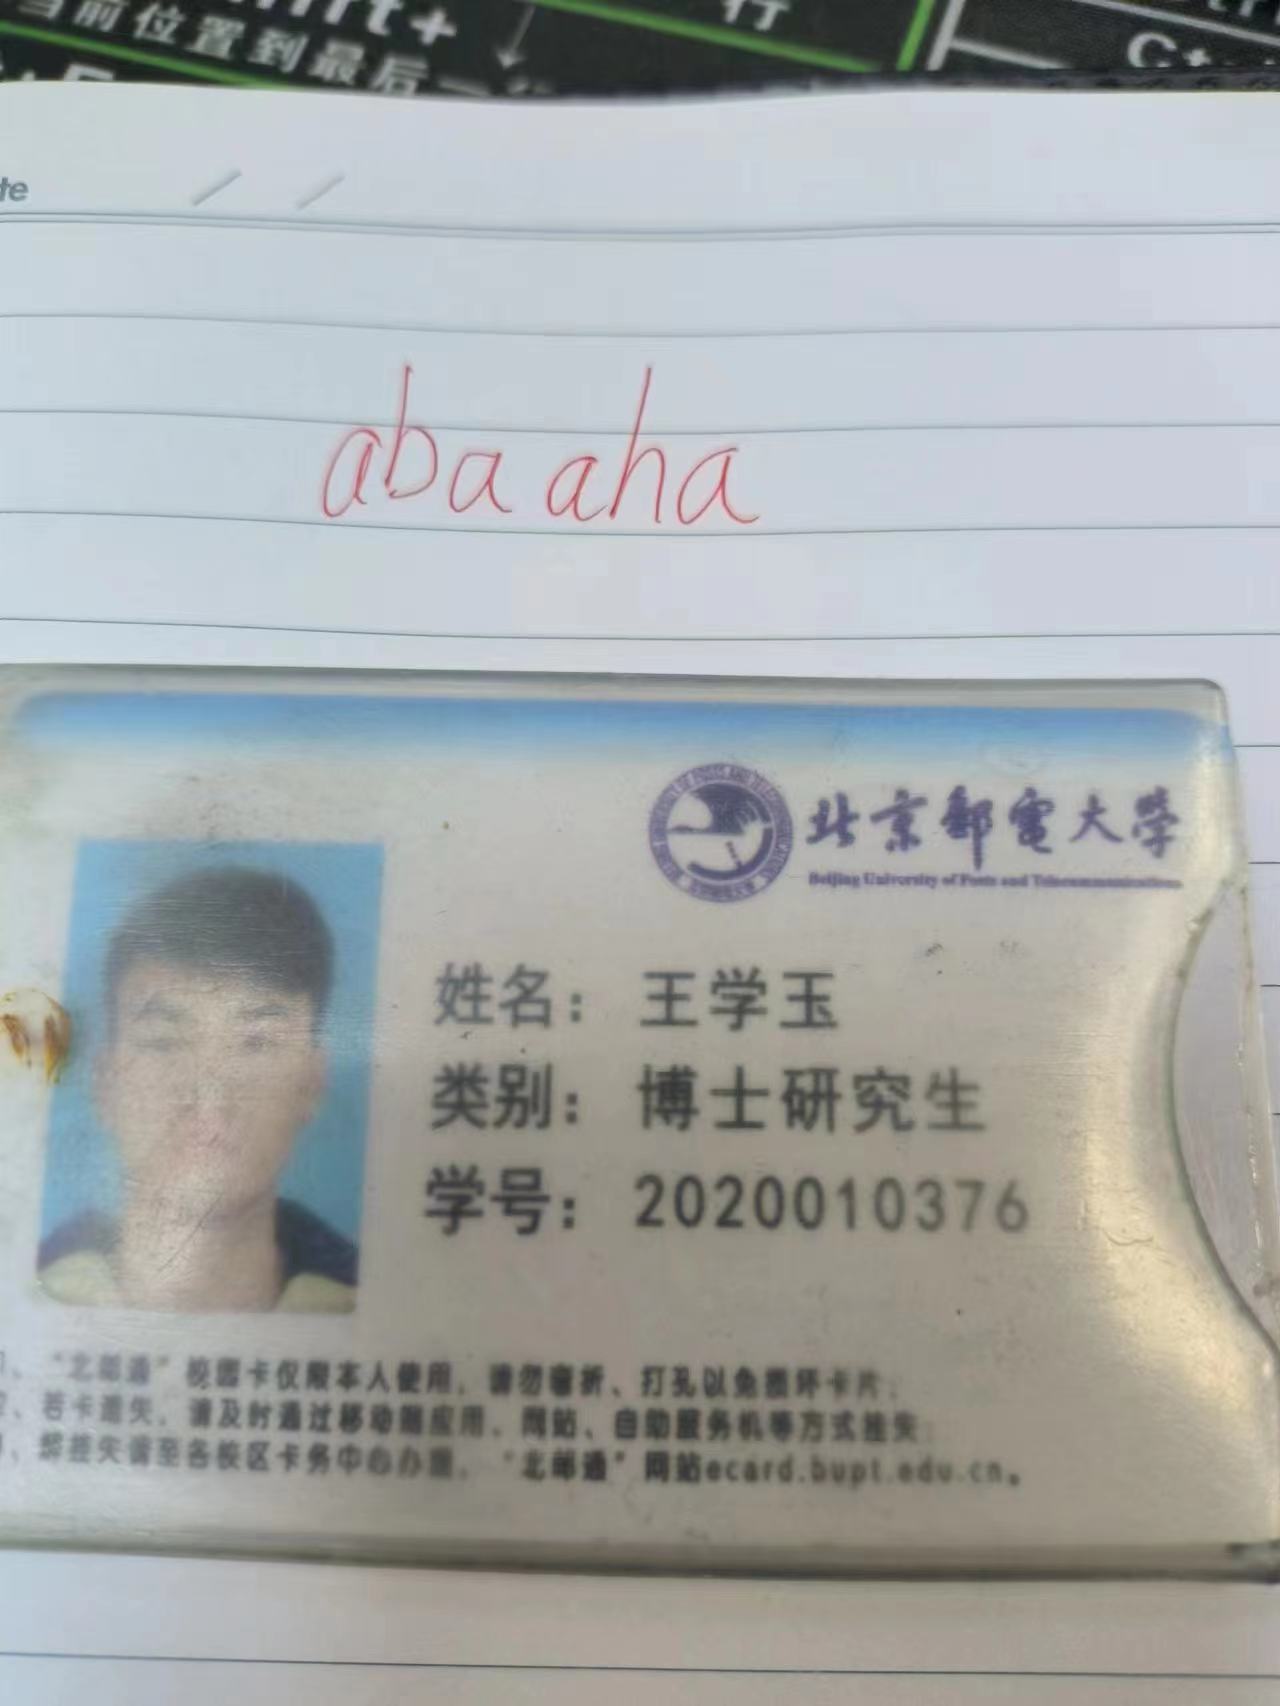 当前位置到最后一
行
te / /
abaaha
北京邮电大学
Beijing University of Posts and Telecommunications
姓名：王学玉
类别：博士研究生
学号：2020010376
、“北邮通”校园卡仅限本人使用，请勿弯折、打孔以免损坏卡片；
2、若卡遗失，请及时通过移动端应用、网站、自助服务机等方式挂失；
、解挂失请至各校区卡务中心办理，“北邮通”网站ecard.bupt.edu.cn。